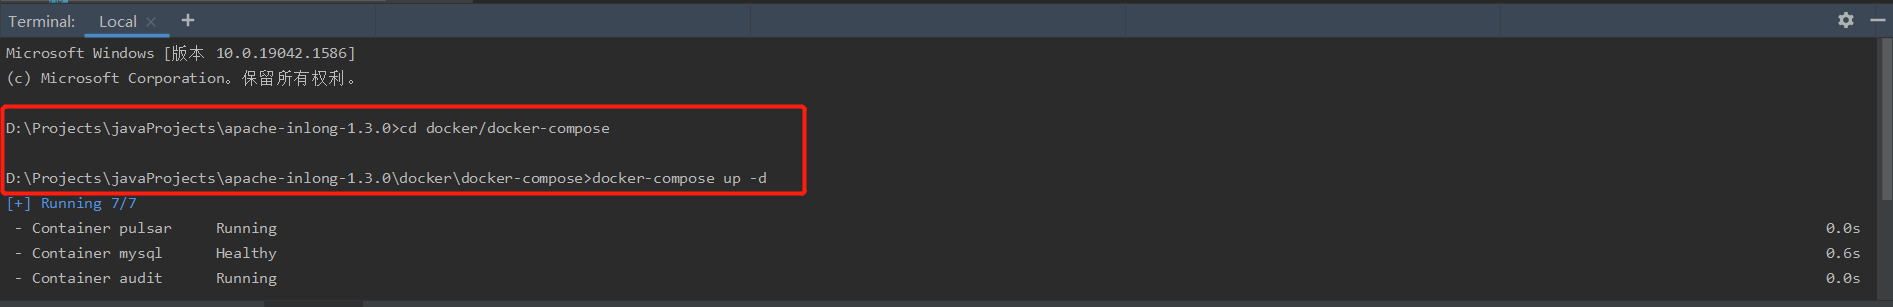 Terminal: Local × +
Microsoft Windows [版本 10.0.19042.1586]
(c) Microsoft Corporation。保留所有权利。
D:\Projects\javaProjects\apache-inlong-1.3.0>cd docker/docker-compose
D:\Projects\javaProjects\apache-inlong-1.3.0\docker\docker-compose>docker-compose up -d
[+] Running 7/7
- Container pulsar Running 0.0s
- Container mysql Healthy 0.6s
- Container audit Running 0.0s